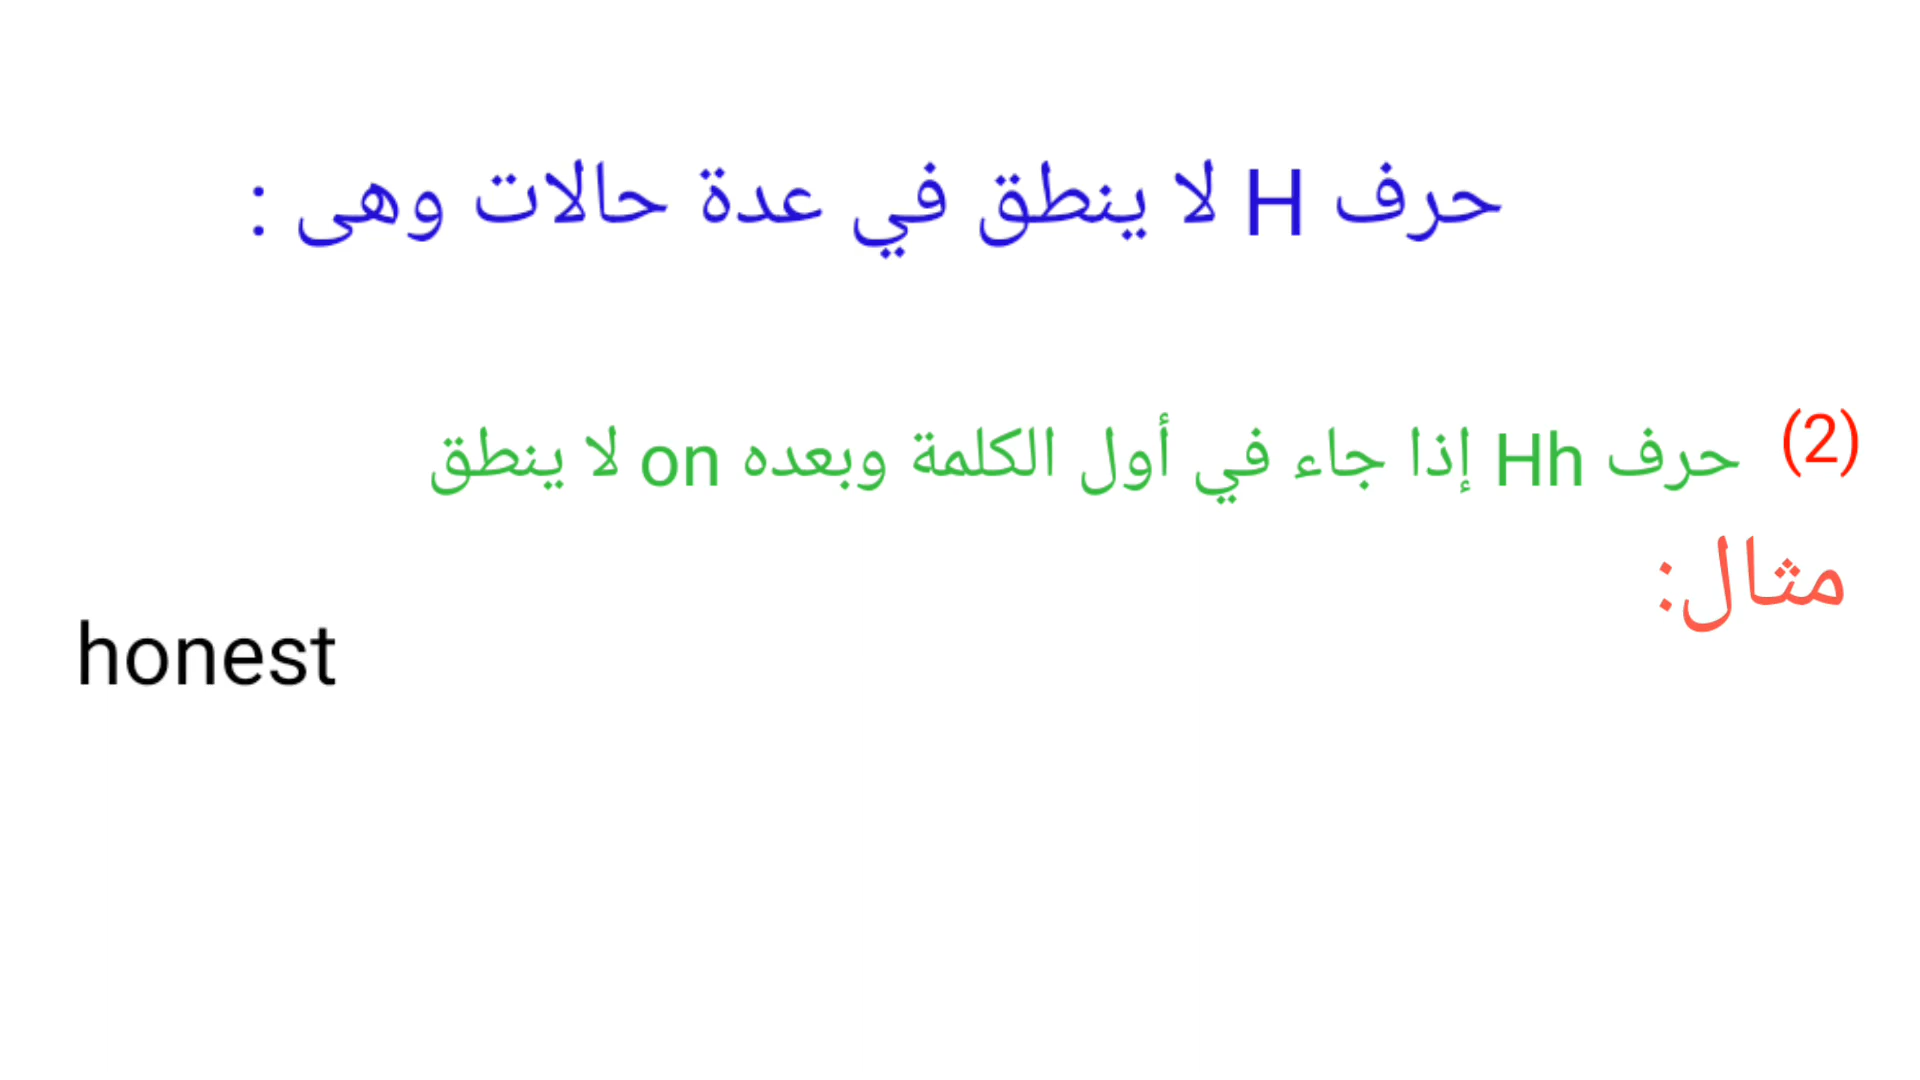 حرف H لا ينطق في عدة حالات وهى :
(2) حرف Hh إذا جاء في أول الكلمة وبعده on لا ينطق
مثال:
honest